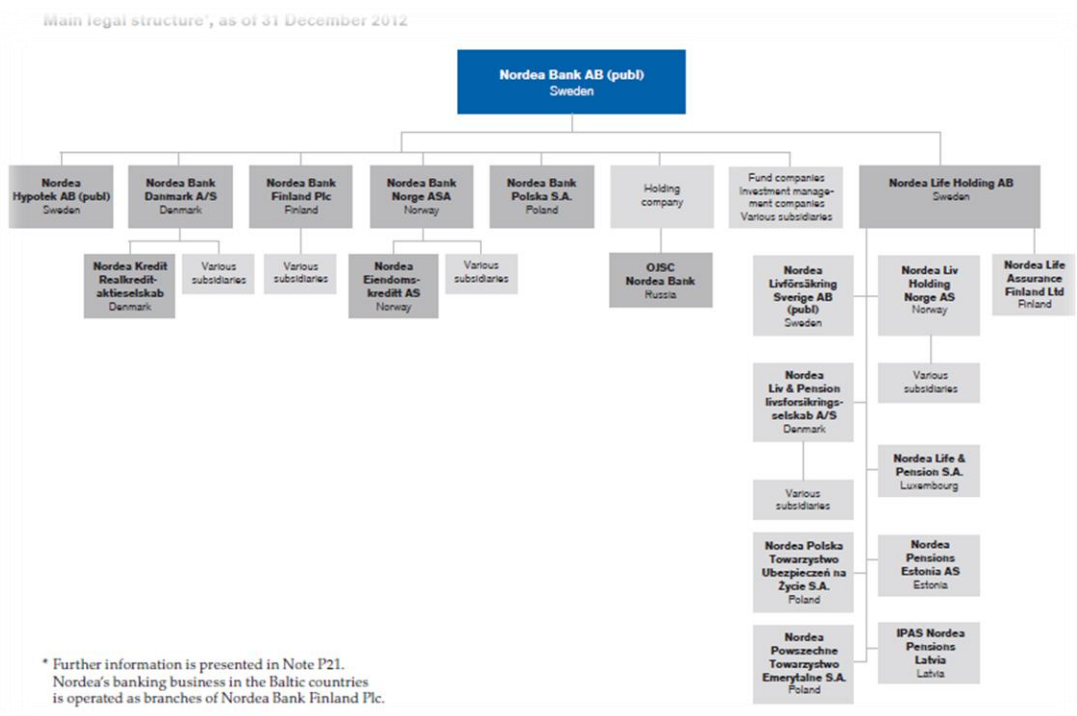 Main legal structure*, as of 31 December 2012
Nordea Bank AB (publ)
Sweden
Nordea
Hypotek AB (publ)
Sweden
Nordea Bank
Danmark A/S
Denmark
Nordea Bank
Finland Plc
Finland
Nordea Bank
Norge ASA
Norway
Nordea Bank
Polska S.A.
Poland
Holding
company
Fund companies
Investment manage-
ment companies
Various subsidiaries
Nordea Life Holding AB
Sweden
Nordea Kredit
Realkredit-
aktieselskab
Denmark
Various
subsidiaries
Various
subsidiaries
Nordea
Eiendoms-
kreditt AS
Norway
Various
subsidiaries
OJSC
Nordea Bank
Russia
Nordea
Livförsäkring
Sverige AB
(publ)
Sweden
Nordea Liv
Holding
Norge AS
Norway
Nordea Life
Assurance
Finland Ltd
Finland
Nordea
Liv & Pension
livsforsikrings-
selskab A/S
Denmark
Various
subsidiaries
Nordea Life &
Pension S.A.
Luxembourg
Various
subsidiaries
Nordea Polska
Towarzystwo
Ubezpieczeń na
Życie S.A.
Poland
Nordea
Pensions
Estonia AS
Estonia
Nordea
Powszechne
Towarzystwo
Emerytalne S.A.
Poland
IPAS Nordea
Pensions
Latvia
Latvia
* Further information is presented in Note P21.
Nordea's banking business in the Baltic countries
is operated as branches of Nordea Bank Finland Plc.